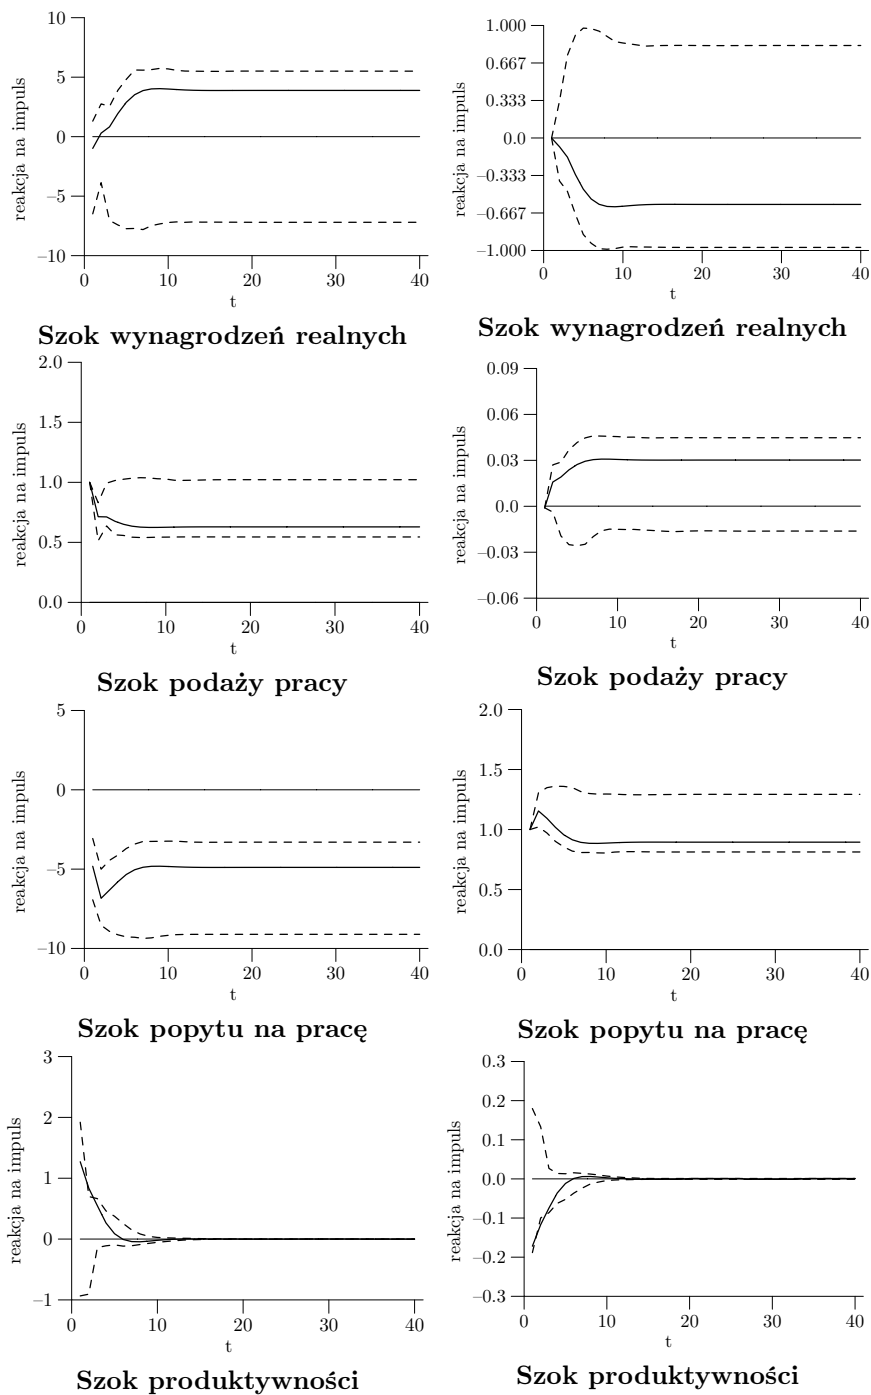 10
5
0
−5
−10
reakcja na impuls
0 10 20 30 40
t
Szok wynagrodzeń realnych
1.000
0.667
0.333
0.0
−0.333
−0.667
−1.000
reakcja na impuls
0 10 20 30 40
t
Szok wynagrodzeń realnych
2.0
1.5
1.0
0.5
0.0
reakcja na impuls
0 10 20 30 40
t
Szok podaży pracy
0.09
0.06
0.03
0.0
−0.03
−0.06
reakcja na impuls
0 10 20 30 40
t
Szok podaży pracy
5
0
−5
−10
reakcja na impuls
0 10 20 30 40
t
Szok popytu na pracę
2.0
1.5
1.0
0.5
0.0
reakcja na impuls
0 10 20 30 40
t
Szok popytu na pracę
3
2
1
0
−1
reakcja na impuls
0 10 20 30 40
t
Szok produktywności
0.3
0.2
0.1
0.0
−0.1
−0.2
−0.3
reakcja na impuls
0 10 20 30 40
t
Szok produktywności